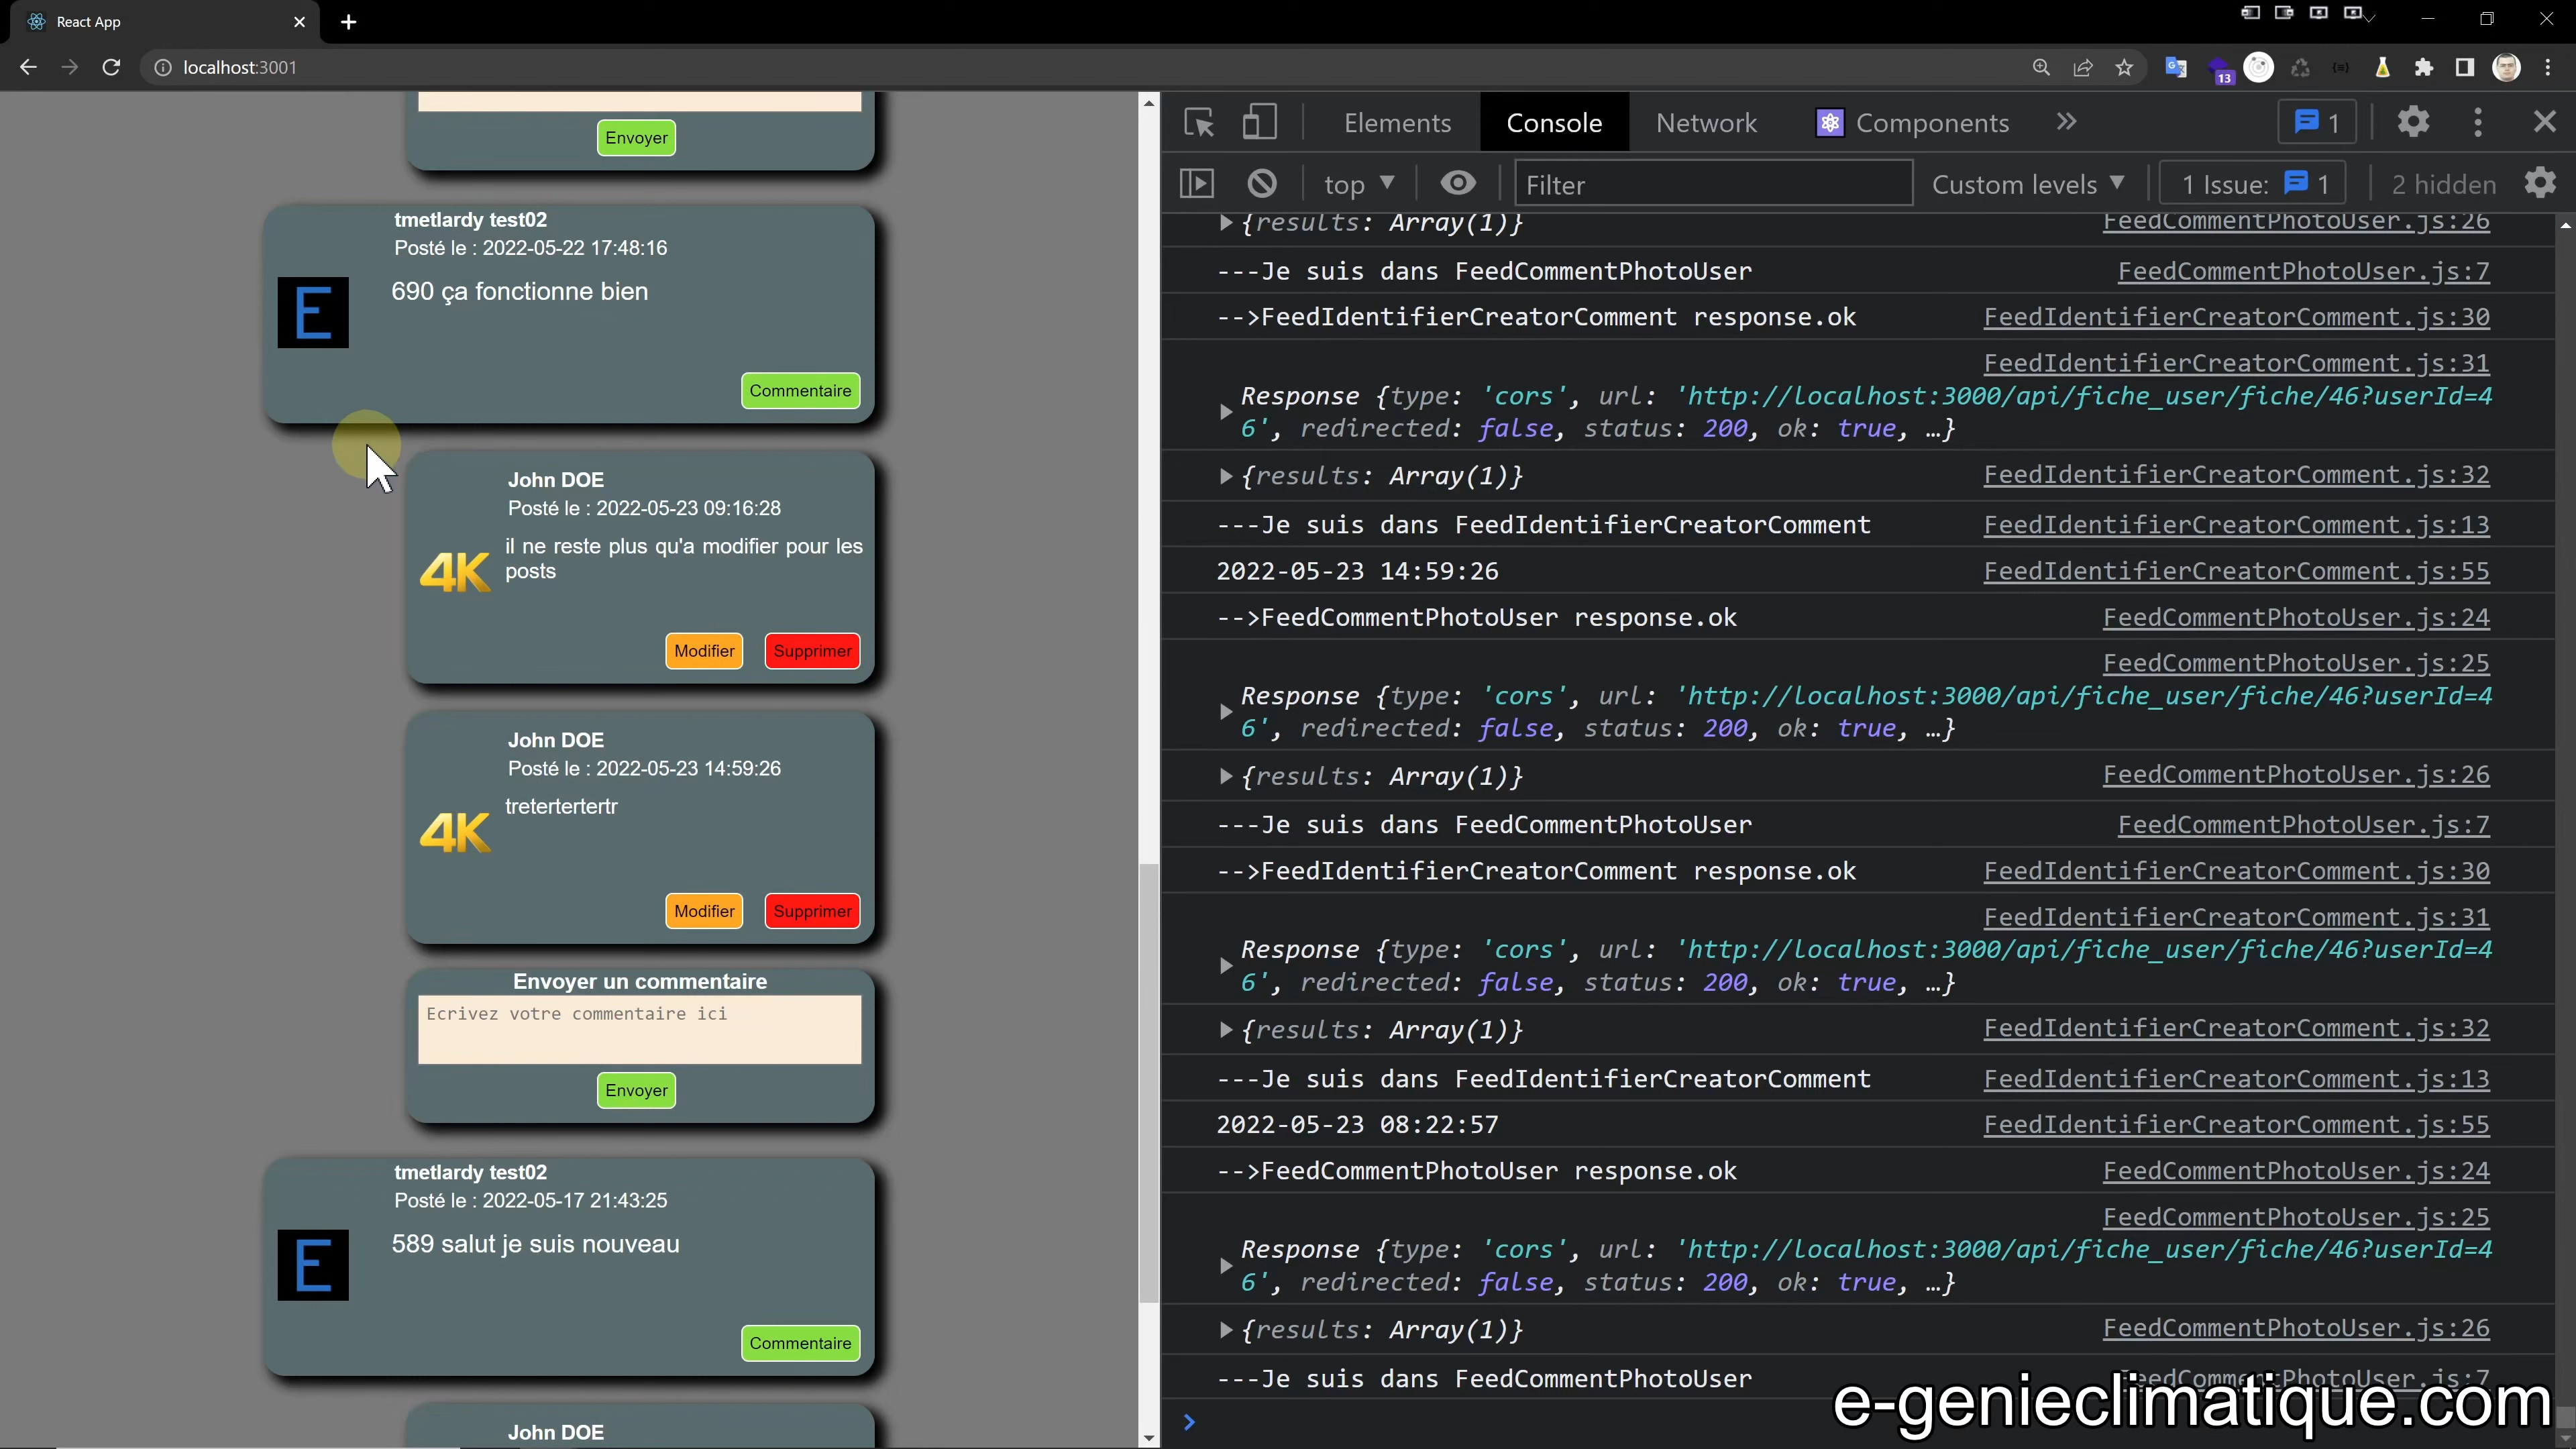 React App
localhost:3001
13
Envoyer
tmetlardy test02
Posté le : 2022-05-22 17:48:16
690 ça fonctionne bien
E
Commentaire
John DOE
Posté le : 2022-05-23 09:16:28
il ne reste plus qu'a modifier pour les
posts
4K
Modifier
Supprimer
John DOE
Posté le : 2022-05-23 14:59:26
tretertertertr
4K
Modifier
Supprimer
Envoyer un commentaire
Ecrivez votre commentaire ici
Envoyer
tmetlardy test02
Posté le : 2022-05-17 21:43:25
589 salut je suis nouveau
E
Commentaire
John DOE
Elements
Console
Network
Components
1
top
Filter
Custom levels
1 Issue: 1
2 hidden
{results: Array(1)} FeedCommentPhotoUser.js:26
---Je suis dans FeedCommentPhotoUser FeedCommentPhotoUser.js:7
-->FeedIdentifierCreatorComment response.ok FeedIdentifierCreatorComment.js:30
FeedIdentifierCreatorComment.js:31
Response {type: 'cors', url: 'http://localhost:3000/api/fiche_user/fiche/46?userId=4
6', redirected: false, status: 200, ok: true, …}
{results: Array(1)} FeedIdentifierCreatorComment.js:32
---Je suis dans FeedIdentifierCreatorComment FeedIdentifierCreatorComment.js:13
2022-05-23 14:59:26 FeedIdentifierCreatorComment.js:55
-->FeedCommentPhotoUser response.ok FeedCommentPhotoUser.js:24
FeedCommentPhotoUser.js:25
Response {type: 'cors', url: 'http://localhost:3000/api/fiche_user/fiche/46?userId=4
6', redirected: false, status: 200, ok: true, …}
{results: Array(1)} FeedCommentPhotoUser.js:26
---Je suis dans FeedCommentPhotoUser FeedCommentPhotoUser.js:7
-->FeedIdentifierCreatorComment response.ok FeedIdentifierCreatorComment.js:30
FeedIdentifierCreatorComment.js:31
Response {type: 'cors', url: 'http://localhost:3000/api/fiche_user/fiche/46?userId=4
6', redirected: false, status: 200, ok: true, …}
{results: Array(1)} FeedIdentifierCreatorComment.js:32
---Je suis dans FeedIdentifierCreatorComment FeedIdentifierCreatorComment.js:13
2022-05-23 08:22:57 FeedIdentifierCreatorComment.js:55
-->FeedCommentPhotoUser response.ok FeedCommentPhotoUser.js:24
FeedCommentPhotoUser.js:25
Response {type: 'cors', url: 'http://localhost:3000/api/fiche_user/fiche/46?userId=4
6', redirected: false, status: 200, ok: true, …}
{results: Array(1)} FeedCommentPhotoUser.js:26
---Je suis dans FeedCommentPhotoUser FeedCommentPhotoUser.js:7
e-genieclimatique.com